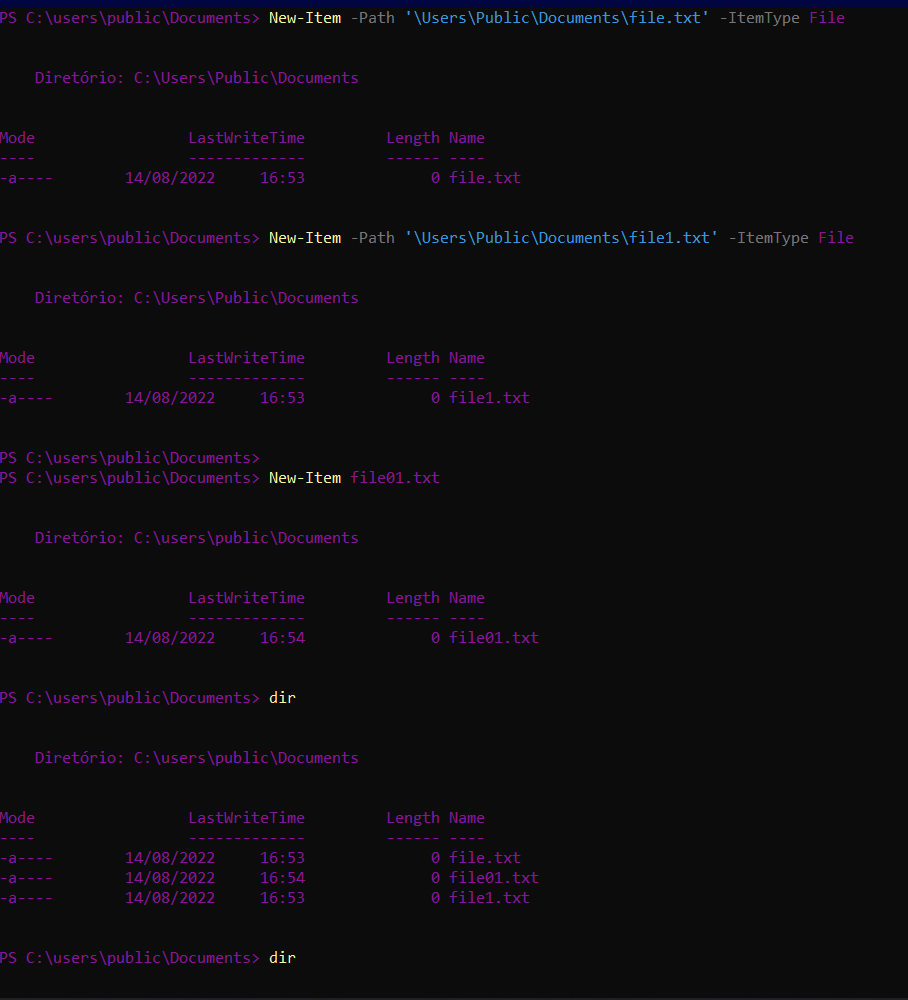 PS C:\users\public\Documents> New-Item -Path '\Users\Public\Documents\file.txt' -ItemType File
Diretório: C:\Users\Public\Documents
Mode                 LastWriteTime         Length Name
----                 -------------         ------ ----
-a----        14/08/2022     16:53              0 file.txt
PS C:\users\public\Documents> New-Item -Path '\Users\Public\Documents\file1.txt' -ItemType File
Diretório: C:\Users\Public\Documents
Mode                 LastWriteTime         Length Name
----                 -------------         ------ ----
-a----        14/08/2022     16:53              0 file1.txt
PS C:\users\public\Documents>
PS C:\users\public\Documents> New-Item file01.txt
Diretório: C:\users\public\Documents
Mode                 LastWriteTime         Length Name
----                 -------------         ------ ----
-a----        14/08/2022     16:54              0 file01.txt
PS C:\users\public\Documents> dir
Diretório: C:\users\public\Documents
Mode                 LastWriteTime         Length Name
----                 -------------         ------ ----
-a----        14/08/2022     16:53              0 file.txt
-a----        14/08/2022     16:54              0 file01.txt
-a----        14/08/2022     16:53              0 file1.txt
PS C:\users\public\Documents> dir